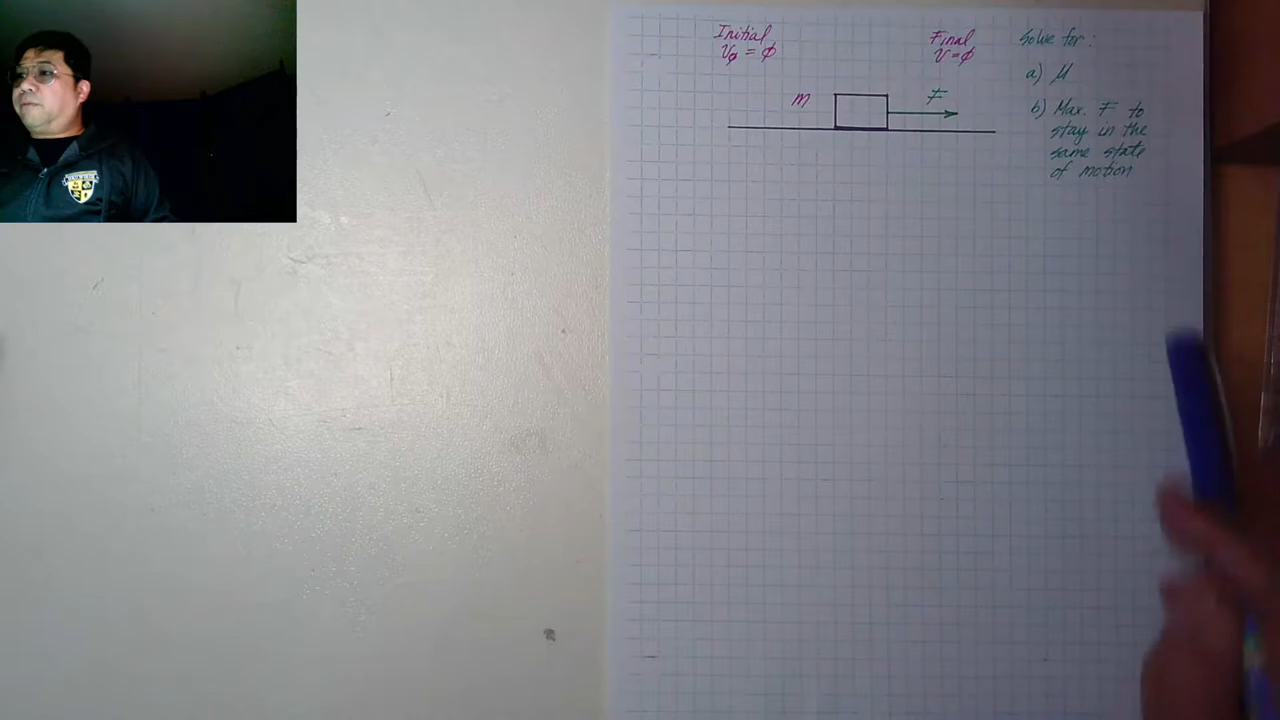 Initial
v₀ = 0
Final
v = 0
Solve for:
a) μ
b) Max. F to
stay in the
same state
of motion
m
F